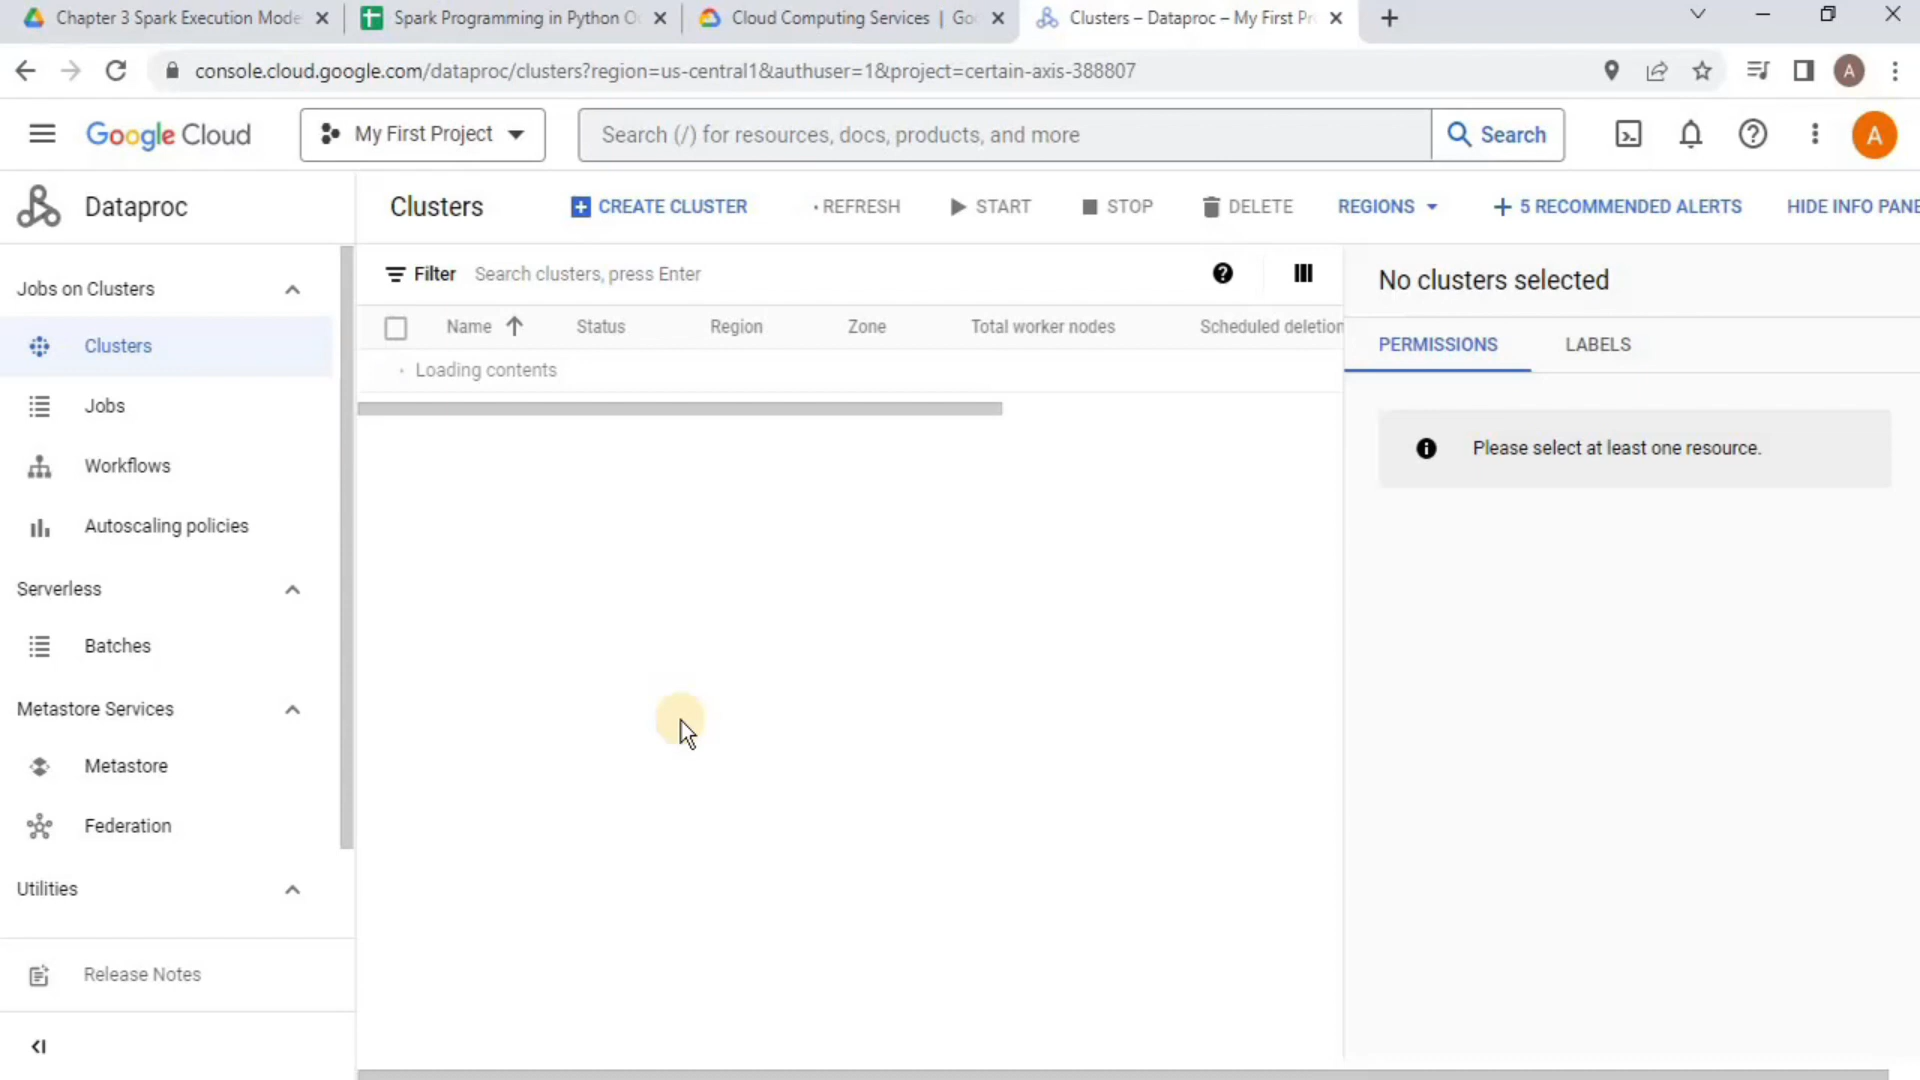 Chapter 3 Spark Execution Mode
Spark Programming in Python
Cloud Computing Services | Go
Clusters – Dataproc – My First Pr
console.cloud.google.com/dataproc/clusters?region=us-central1&authuser=1&project=certain-axis-388807
A
Google Cloud
My First Project
Search (/) for resources, docs, products, and more
Search
A
Dataproc
Clusters
CREATE CLUSTER
REFRESH
START
STOP
DELETE
REGIONS
5 RECOMMENDED ALERTS
HIDE INFO PANE
Jobs on Clusters
Clusters
Jobs
Workflows
Autoscaling policies
Serverless
Batches
Metastore Services
Metastore
Federation
Utilities
Release Notes
Filter Search clusters, press Enter
Name Status Region Zone Total worker nodes Scheduled deletion
Loading contents
No clusters selected
PERMISSIONS LABELS
Please select at least one resource.